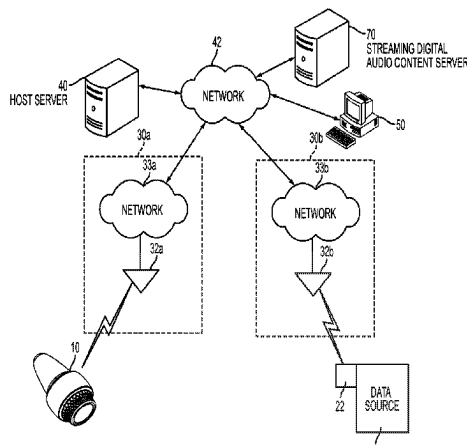 42
70
STREAMING DIGITAL
AUDIO CONTENT SERVER
40
HOST SERVER
NETWORK
50
30a
30b
33a
33b
NETWORK
NETWORK
32a
32b
10
22
DATA
SOURCE